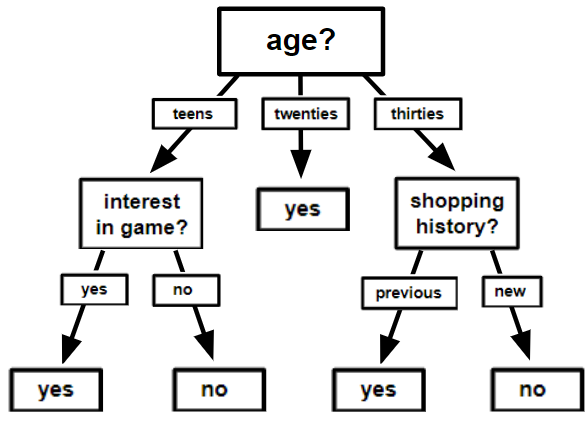 age?
teens
twenties
thirties
interest
in game?
yes
shopping
history?
yes
no
previous
new
yes
no
yes
no